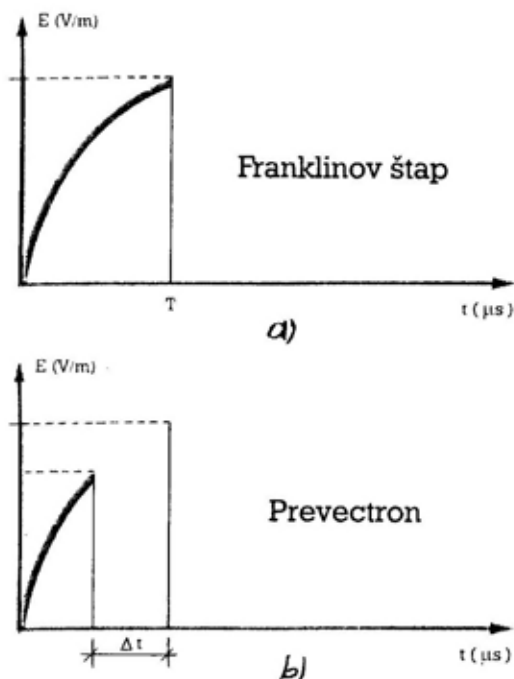 E (V/m)
Franklinov štap
T
t (µs)
a)
E (V/m)
Prevectron
Δt
t (µs)
b)